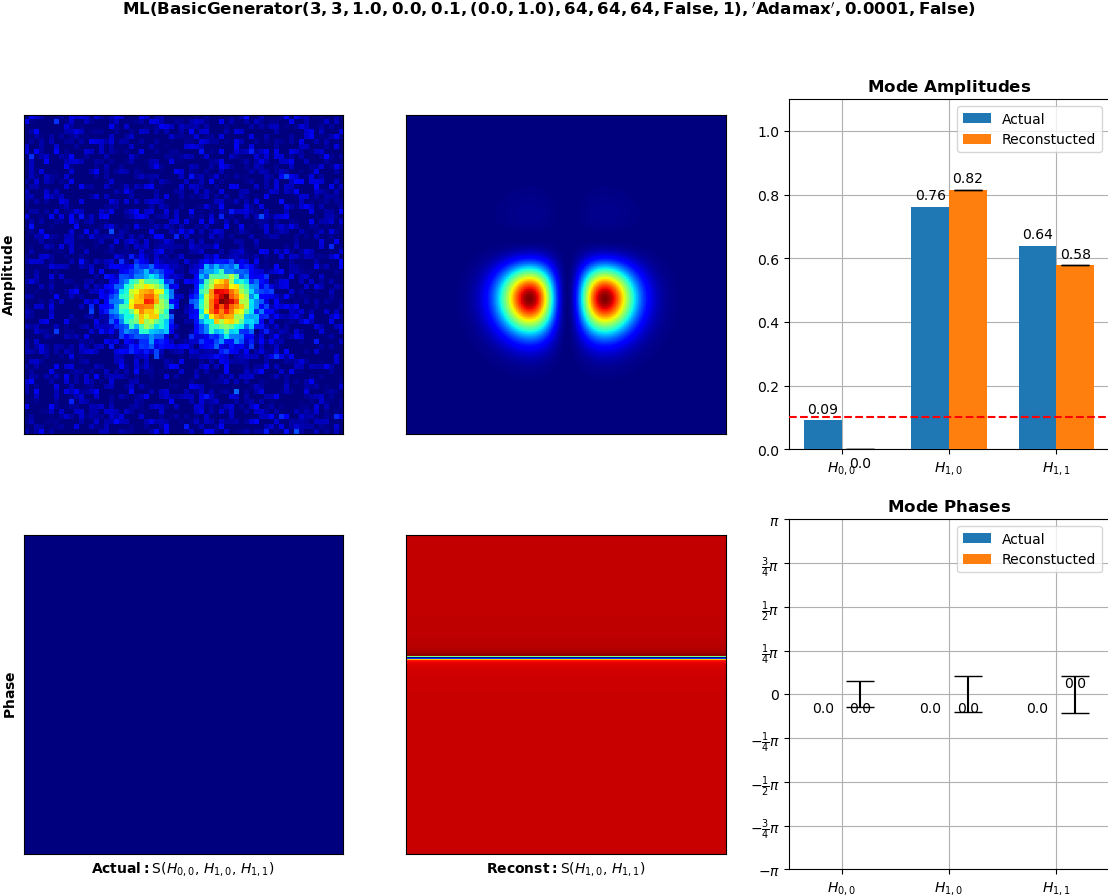 ML(BasicGenerator(3, 3, 1.0, 0.0, 0.1, (0.0, 1.0), 64, 64, 64, False, 1), ′Adamax′, 0.0001, False)
Mode Amplitudes
Amplitude
Actual
Reconstucted
1.0
0.8
0.6
0.4
0.2
0.0
0.09
0.0
0.76
0.82
0.64
0.58
H0,0
H1,0
H1,1
Mode Phases
Phase
Actual
Reconstucted
π
3/4π
1/2π
1/4π
0
−1/4π
−1/2π
−3/4π
−π
0.0
0.0
0.0
0.0
0.0
0.0
H0,0
H1,0
H1,1
Actual: S(H0,0, H1,0, H1,1)
Reconst: S(H1,0, H1,1)